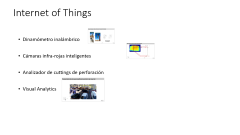 Internet of Things
• Dinamómetro inalámbrico
• Cámaras infra-rojas inteligentes
• Analizador de cuttings de perforación
• Visual Analytics